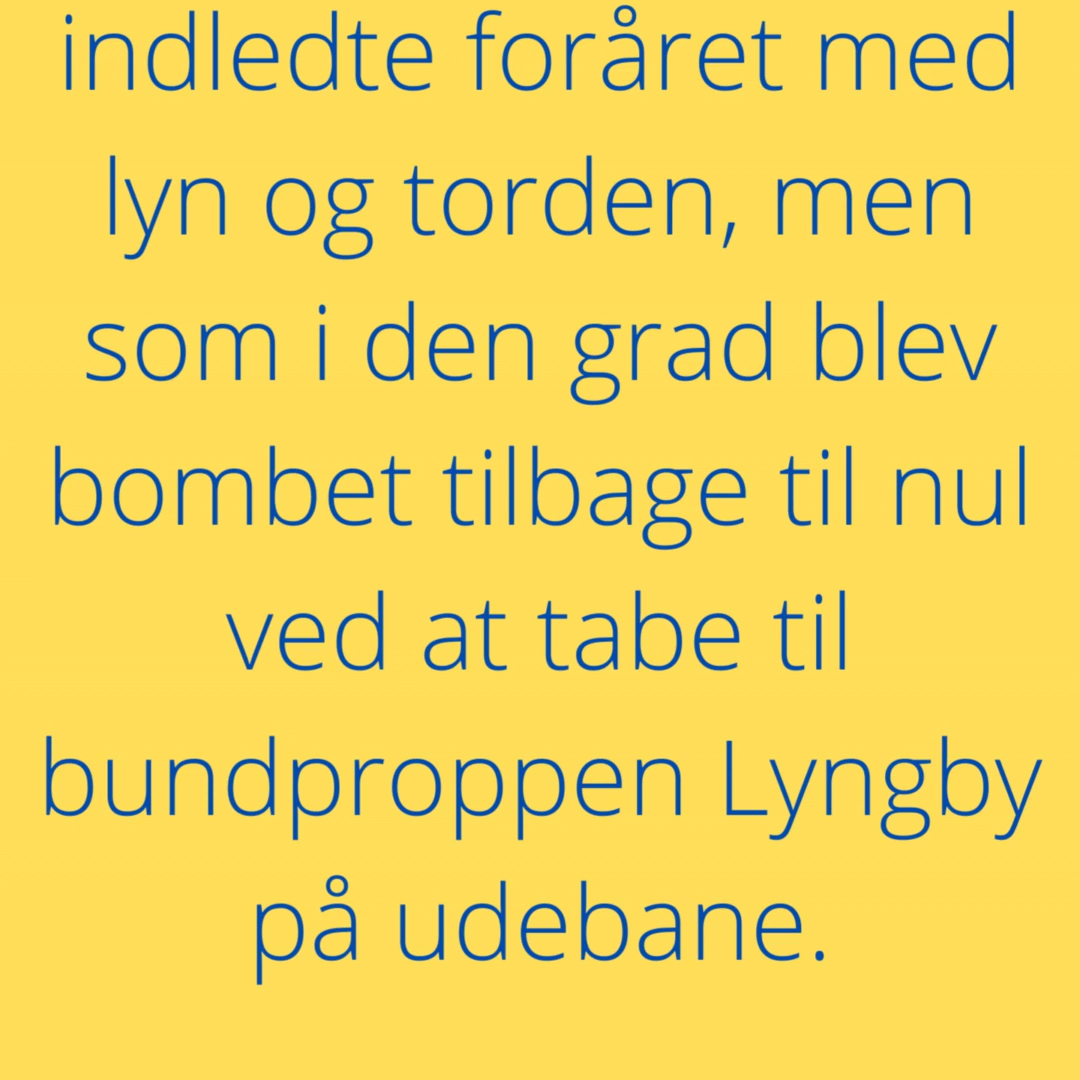 indledte foråret med
lyn og torden, men
som i den grad blev
bombet tilbage til nul
ved at tabe til
bundproppen Lyngby
på udebane.